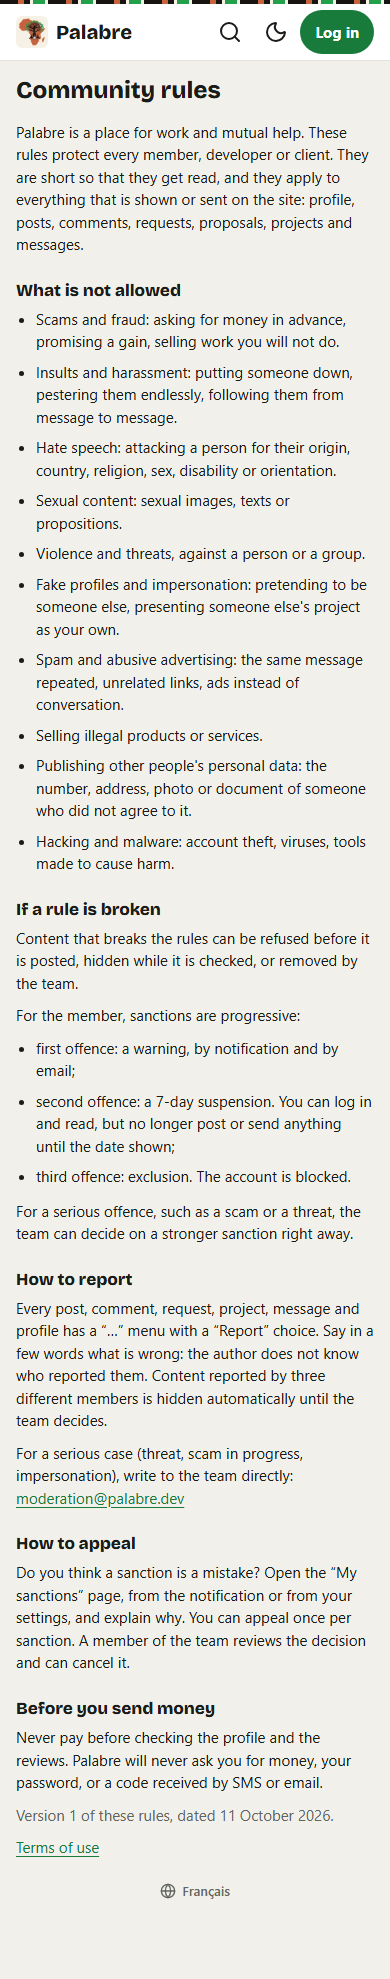 Palabre
Log in
Community rules
Palabre is a place for work and mutual help. These
rules protect every member, developer or client. They
are short so that they get read, and they apply to
everything that is shown or sent on the site: profile,
posts, comments, requests, proposals, projects and
messages.
What is not allowed
• Scams and fraud: asking for money in advance,
promising a gain, selling work you will not do.
• Insults and harassment: putting someone down,
pestering them endlessly, following them from
message to message.
• Hate speech: attacking a person for their origin,
country, religion, sex, disability or orientation.
• Sexual content: sexual images, texts or
propositions.
• Violence and threats, against a person or a group.
• Fake profiles and impersonation: pretending to be
someone else, presenting someone else's project
as your own.
• Spam and abusive advertising: the same message
repeated, unrelated links, ads instead of
conversation.
• Selling illegal products or services.
• Publishing other people's personal data: the
number, address, photo or document of someone
who did not agree to it.
• Hacking and malware: account theft, viruses, tools
made to cause harm.
If a rule is broken
Content that breaks the rules can be refused before it
is posted, hidden while it is checked, or removed by
the team.
For the member, sanctions are progressive:
• first offence: a warning, by notification and by
email;
• second offence: a 7-day suspension. You can log in
and read, but no longer post or send anything
until the date shown;
• third offence: exclusion. The account is blocked.
For a serious offence, such as a scam or a threat, the
team can decide on a stronger sanction right away.
How to report
Every post, comment, request, project, message and
profile has a “…” menu with a “Report” choice. Say in a
few words what is wrong: the author does not know
who reported them. Content reported by three
different members is hidden automatically until the
team decides.
For a serious case (threat, scam in progress,
impersonation), write to the team directly:
moderation@palabre.dev
How to appeal
Do you think a sanction is a mistake? Open the “My
sanctions” page, from the notification or from your
settings, and explain why. You can appeal once per
sanction. A member of the team reviews the decision
and can cancel it.
Before you send money
Never pay before checking the profile and the
reviews. Palabre will never ask you for money, your
password, or a code received by SMS or email.
Version 1 of these rules, dated 11 October 2026.
Terms of use
Français